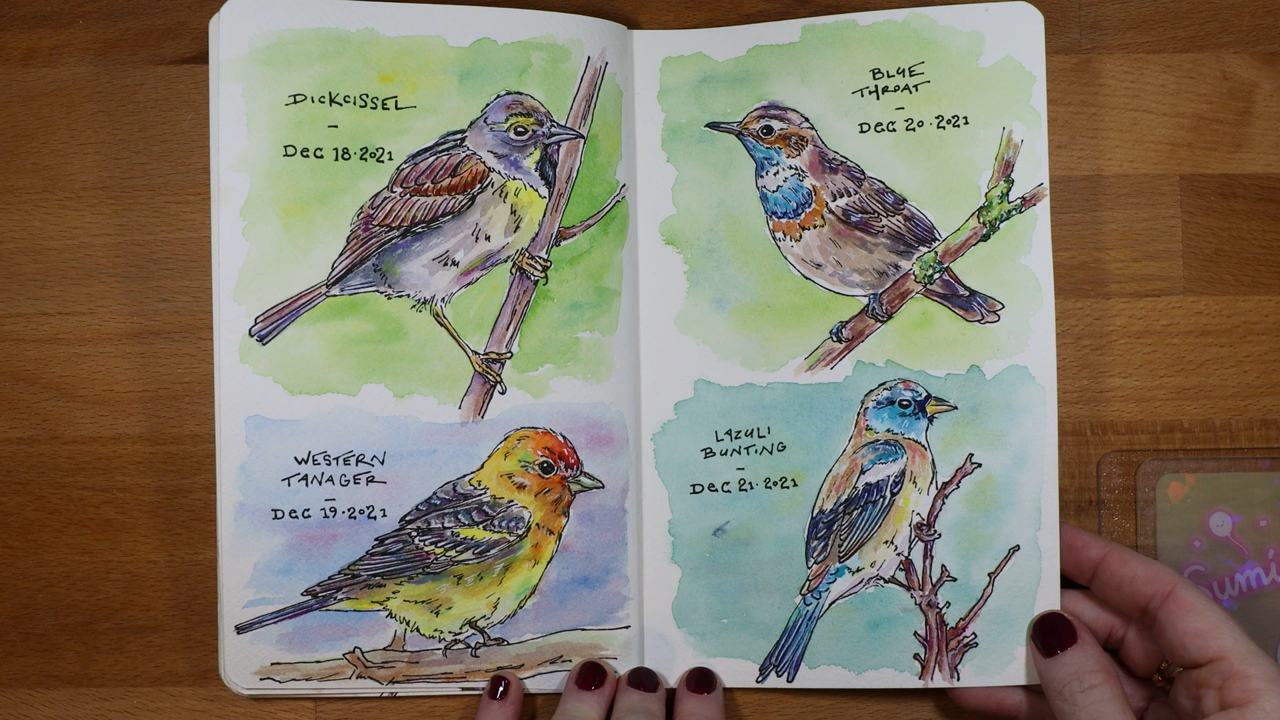 DICKCISSEL
-
Dec 18·2021
WESTERN
TANAGER
-
Dec 19·2021
BLUE
THROAT
-
Dec 20·2021
LAZULI
BUNTING
-
Dec 21·2021
Sumi